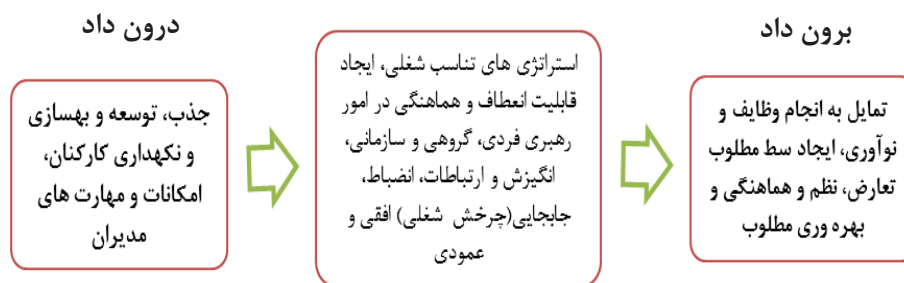 درون داد
جذب، توسعه و بهسازی
و نکهداری کارکنان،
امکانات و مهارت های
مدیران
استراتژی های تناسب شغلی، ایجاد
قابلیت انعطاف و هماهنگی در امور
رهبری فردی، گروهی و سازمانی،
انگیزش و ارتباطات، انضباط،
جابجایی(چرخش شغلی) افقی و
عمودی
برون داد
تمایل به انجام وظایف و
نوآوری، ایجاد سط مطلوب
تعارض، نظم و هماهنگی و
بهره وری مطلوب